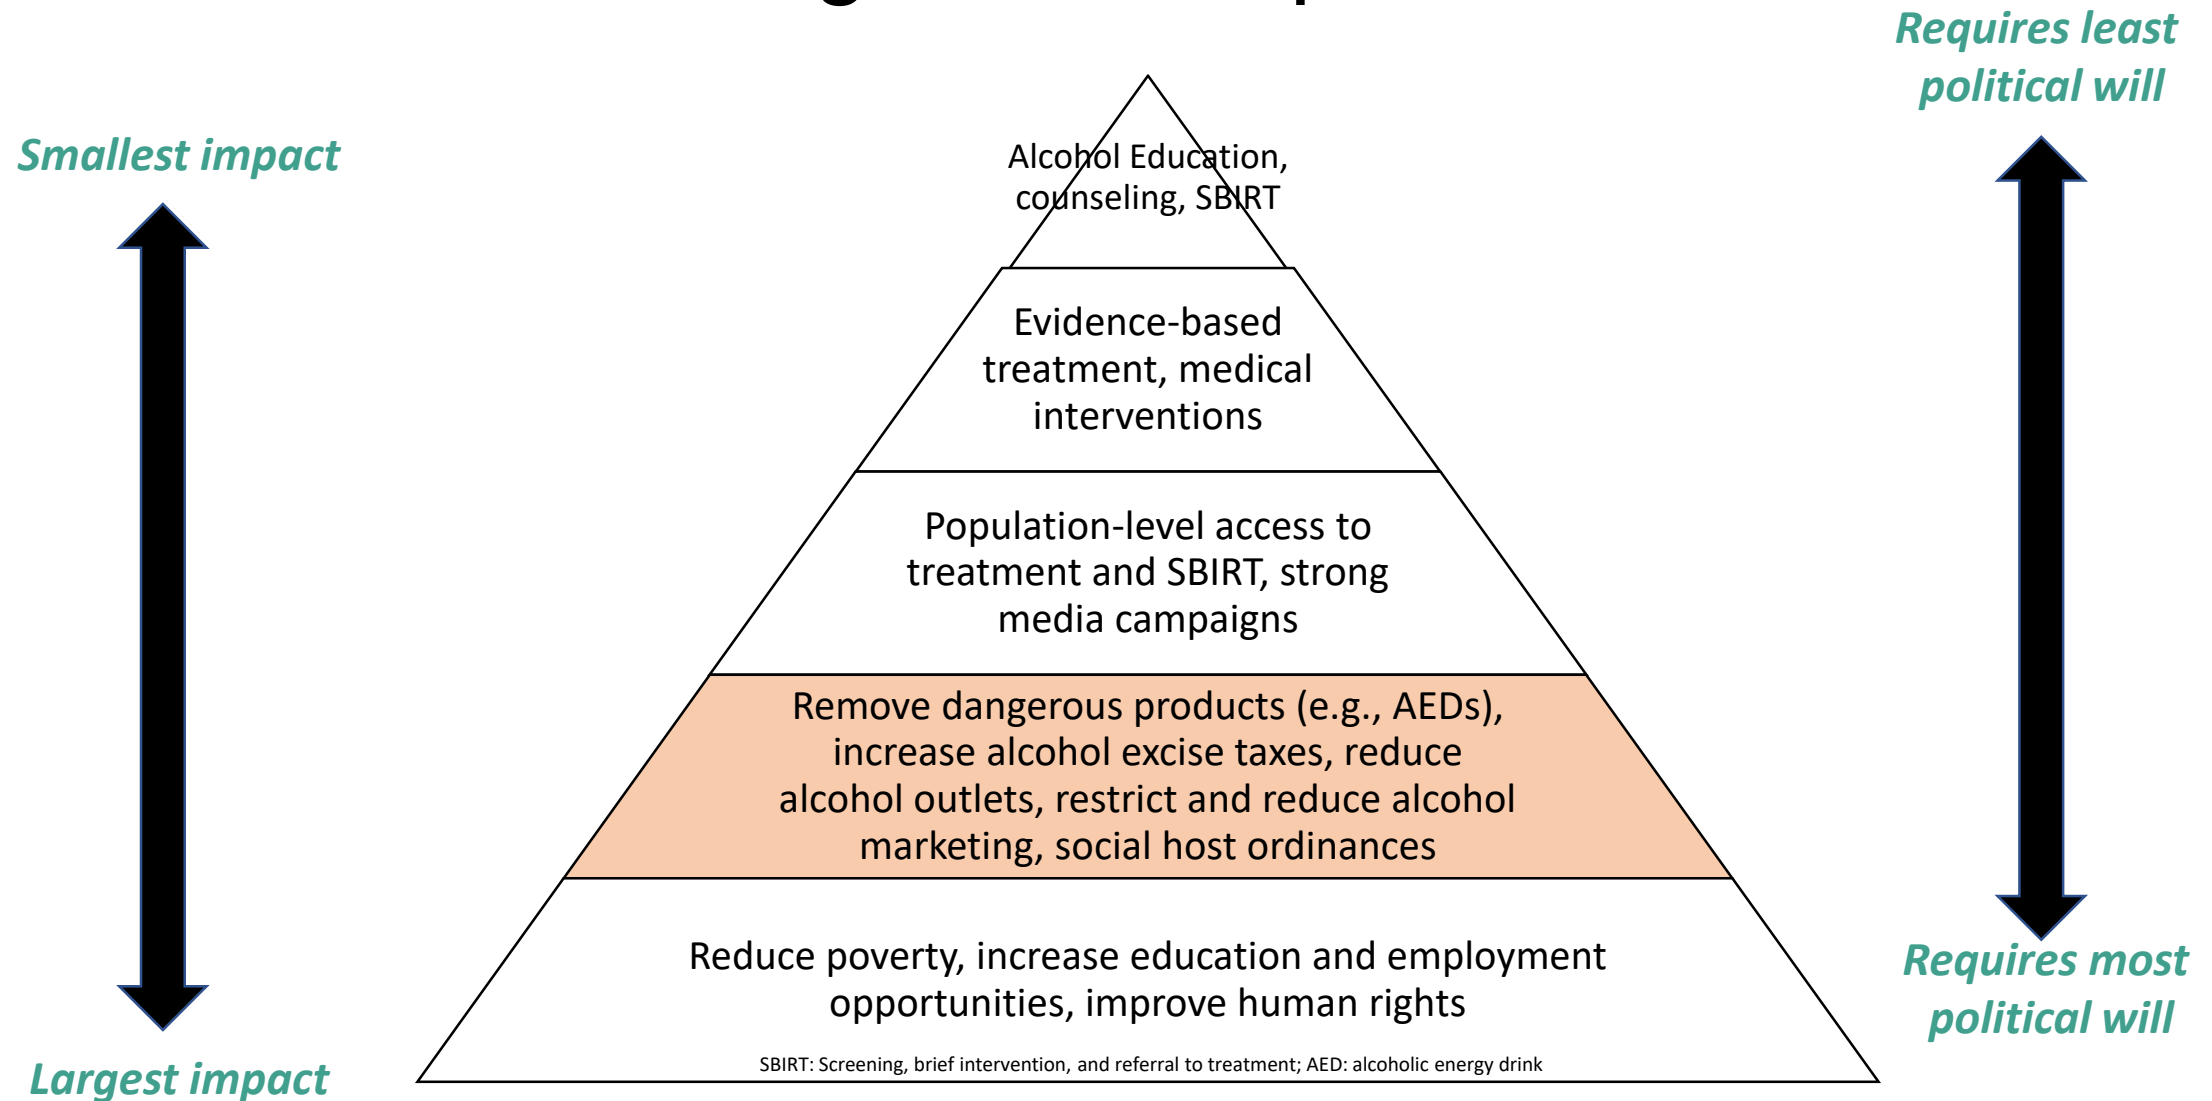 Requires least
political will
Smallest impact
Alcohol Education,
counseling, SBIRT
Evidence-based
treatment, medical
interventions
Population-level access to
treatment and SBIRT, strong
media campaigns
Remove dangerous products (e.g., AEDs),
increase alcohol excise taxes, reduce
alcohol outlets, restrict and reduce alcohol
marketing, social host ordinances
Reduce poverty, increase education and employment
opportunities, improve human rights
SBIRT: Screening, brief intervention, and referral to treatment; AED: alcoholic energy drink
Requires most
political will
Largest impact